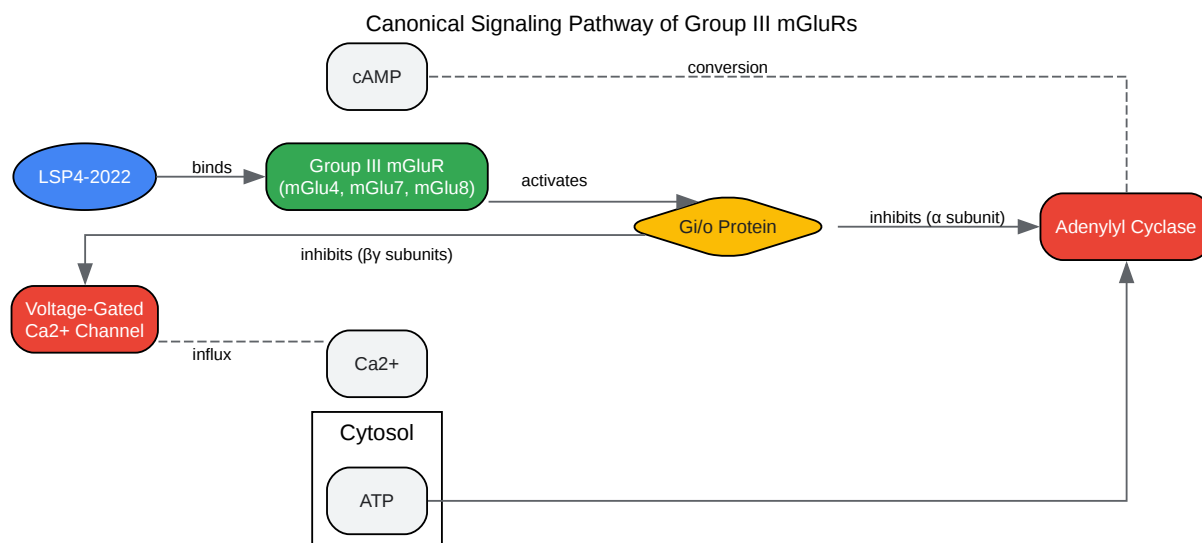 Canonical Signaling Pathway of Group III mGluRs
cAMP
conversion
LSP4-2022
binds
Group III mGluR
(mGlu4, mGlu7, mGlu8)
activates
Gi/o Protein
inhibits (α subunit)
Adenylyl Cyclase
inhibits (βγ subunits)
Voltage-Gated
Ca2+ Channel
influx
Ca2+
Cytosol
ATP